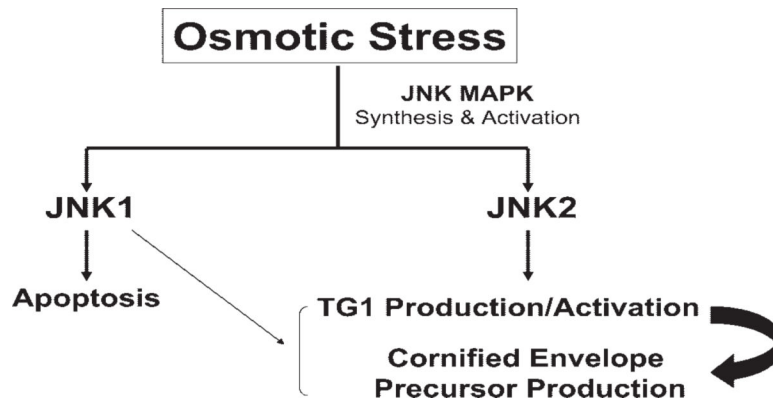 Osmotic Stress
JNK MAPK
Synthesis & Activation
JNK1
JNK2
Apoptosis
TG1 Production/Activation
Cornified Envelope
Precursor Production